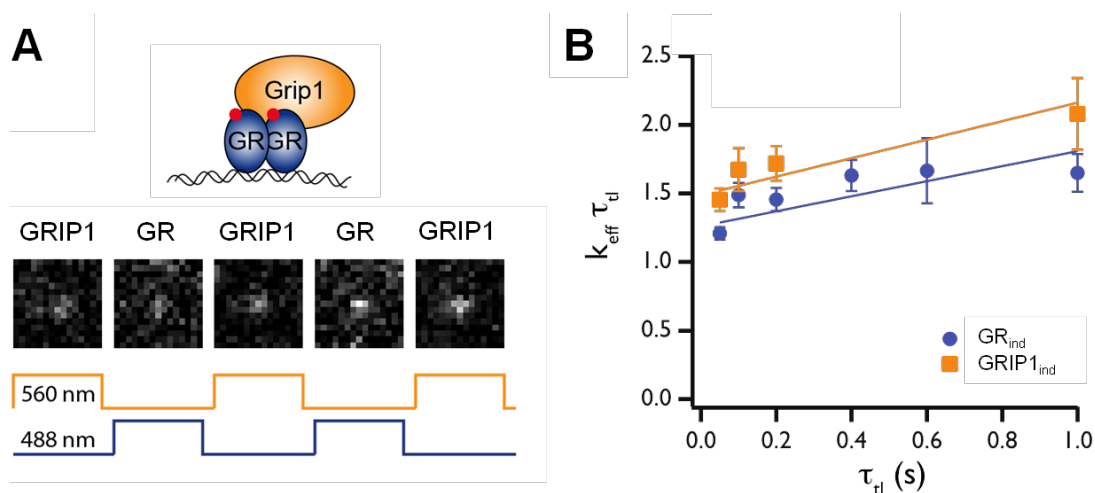 A
Grip1
GR GR
GRIP1 GR GRIP1 GR GRIP1
560 nm
488 nm
B
2.5
2.0
1.5
1.0
0.5
0.0
k_eff τ_tl
GR_ind
GRIP1_ind
0.0 0.2 0.4 0.6 0.8 1.0
τ_tl (s)